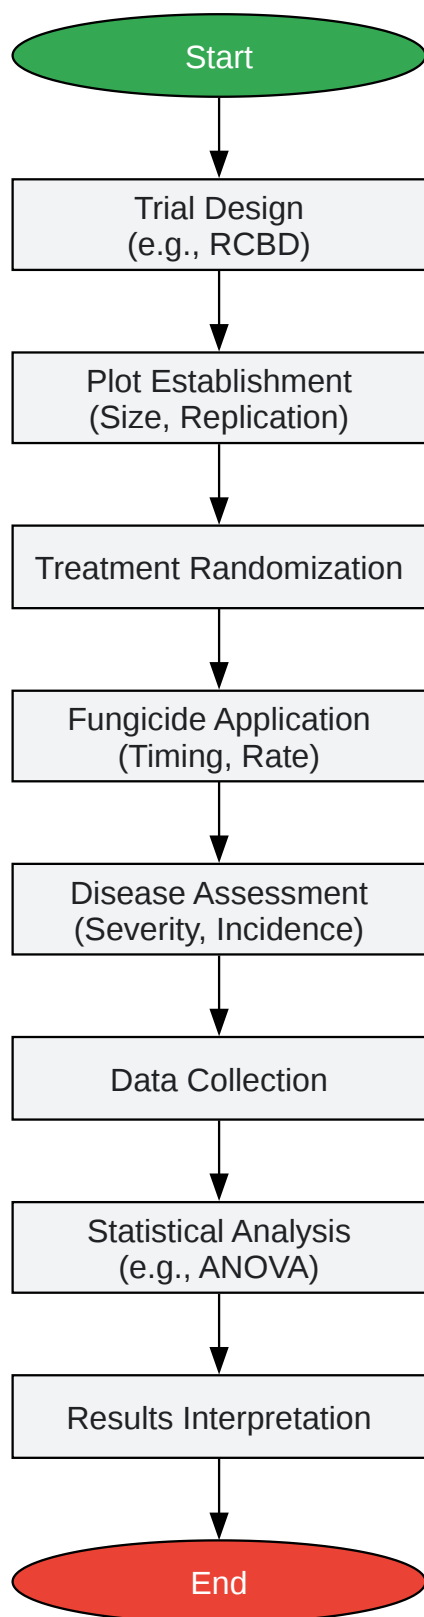 Start
Trial Design
(e.g., RCBD)
Plot Establishment
(Size, Replication)
Treatment Randomization
Fungicide Application
(Timing, Rate)
Disease Assessment
(Severity, Incidence)
Data Collection
Statistical Analysis
(e.g., ANOVA)
Results Interpretation
End